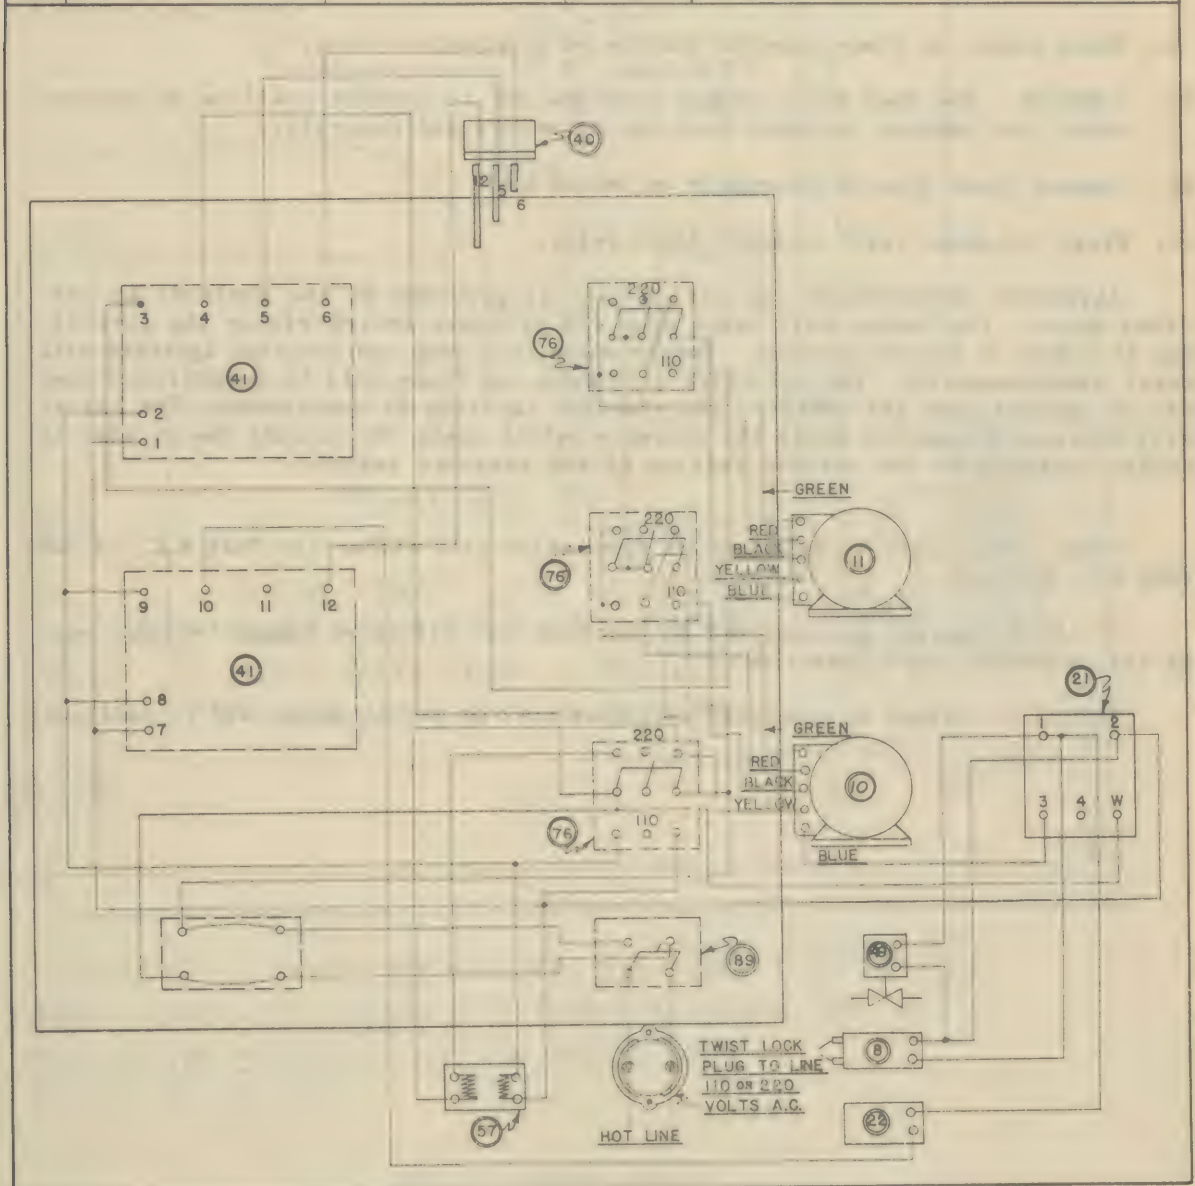 40
12
5
6
3 4 5 6
41
2
1
220
76
110
GREEN
RED
BLACK
YELLOW
BLUE
11
220
76
110
9 10 11 12
41
8
7
21
1 2
3 4 W
GREEN
RED
BLACK
YELLOW
BLUE
10
220
110
76
89
49
8
22
57
TWIST LOCK
PLUG TO LINE
110 OR 220
VOLTS A.C.
HOT LINE